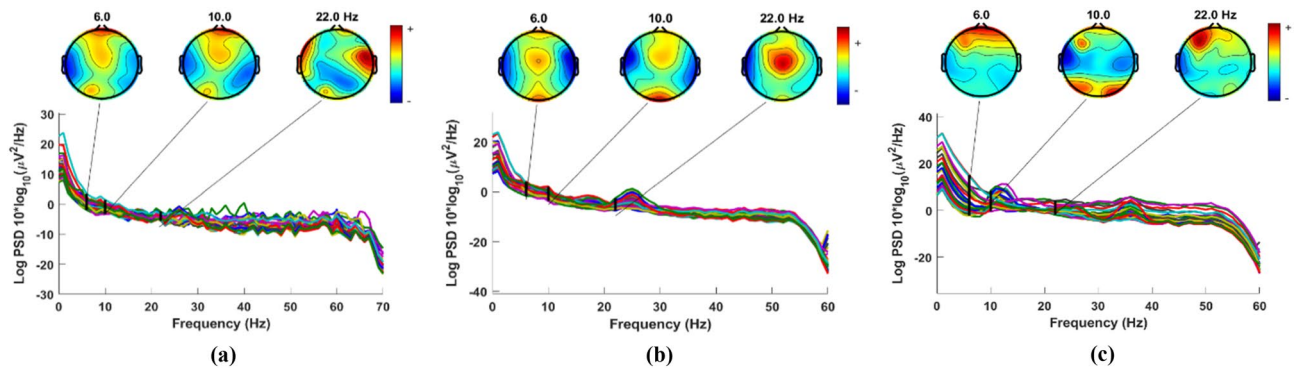 6.0 10.0 22.0 Hz
+
-
Log PSD 10*log10(μV2/Hz)
30
20
10
0
-10
-20
-30
0 10 20 30 40 50 60 70
Frequency (Hz)
(a)
6.0 10.0 22.0 Hz
+
-
Log PSD 10*log10(μV2/Hz)
20
0
-20
-40
0 10 20 30 40 50 60
Frequency (Hz)
(b)
6.0 10.0 22.0 Hz
+
-
Log PSD 10*log10(μV2/Hz)
40
20
0
-20
0 10 20 30 40 50 60
Frequency (Hz)
(c)